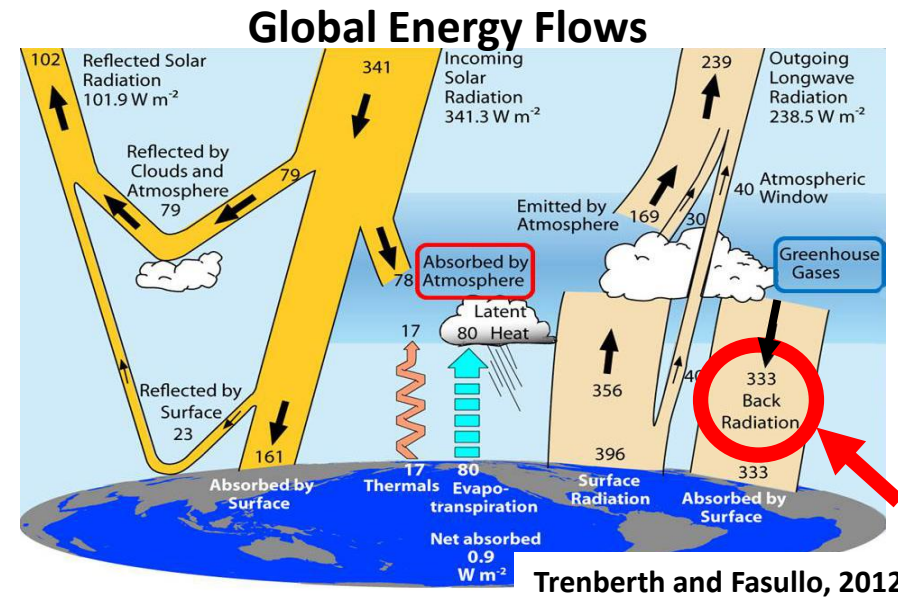 Global Energy Flows
102
Reflected Solar
Radiation
101.9 W m⁻²
341
Incoming
Solar
Radiation
341.3 W m⁻²
239
Outgoing
Longwave
Radiation
238.5 W m⁻²
Reflected by
Clouds and
Atmosphere
79
79
Emitted by
Atmosphere
169
30
40
Atmospheric
Window
Greenhouse
Gases
78
Absorbed by
Atmosphere
Latent
80 Heat
17
356
40
333
Back
Radiation
Reflected by
Surface
23
161
Absorbed by
Surface
17
Thermals
80
Evapo-
transpiration
396
Surface
Radiation
333
Absorbed by
Surface
Net absorbed
0.9
W m⁻²
Trenberth and Fasullo, 2012